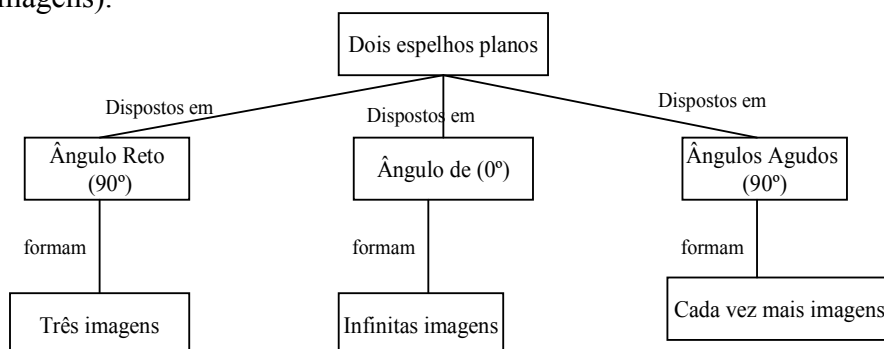 magens).
Dois espelhos planos
Dispostos em
Dispostos em
Dispostos em
Ângulo Reto
(90º)
Ângulo de (0º)
Ângulos Agudos
(90º)
formam
formam
formam
Três imagens
Infinitas imagens
Cada vez mais imagens